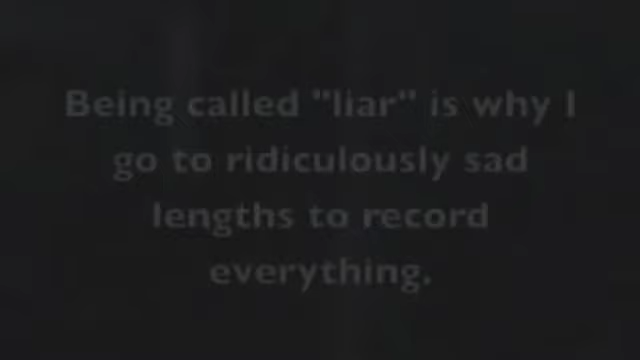 Being called "liar" is why I
go to ridiculously sad
lengths to record
everything.